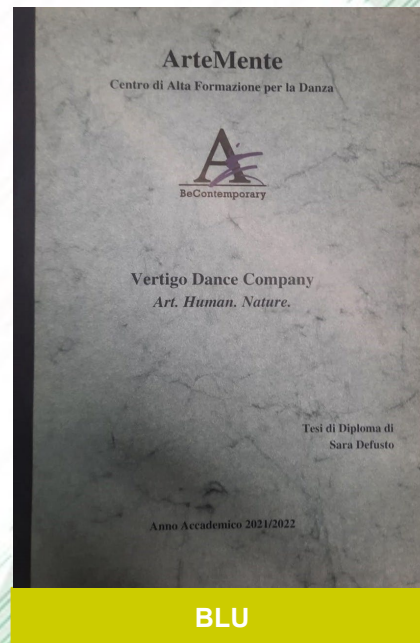 ArteMente
Centro di Alta Formazione per la Danza
BeContemporary
Vertigo Dance Company
Art. Human. Nature.
Tesi di Diploma di
Sara Defusto
Anno Accademico 2021/2022
BLU